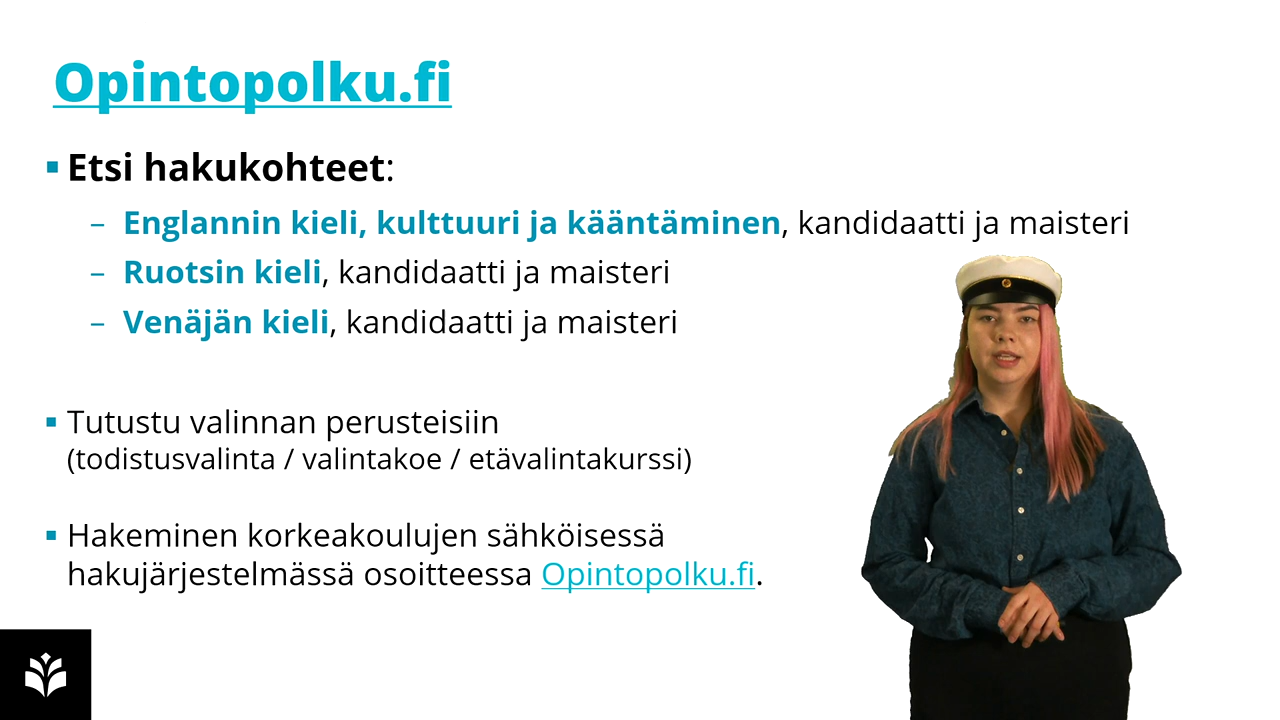 Opintopolku.fi
▪ Etsi hakukohteet:
– Englannin kieli, kulttuuri ja kääntäminen, kandidaatti ja maisteri
– Ruotsin kieli, kandidaatti ja maisteri
– Venäjän kieli, kandidaatti ja maisteri
▪ Tutustu valinnan perusteisiin
(todistusvalinta / valintakoe / etävalintakurssi)
▪ Hakeminen korkeakoulujen sähköisessä
hakujärjestelmässä osoitteessa Opintopolku.fi.